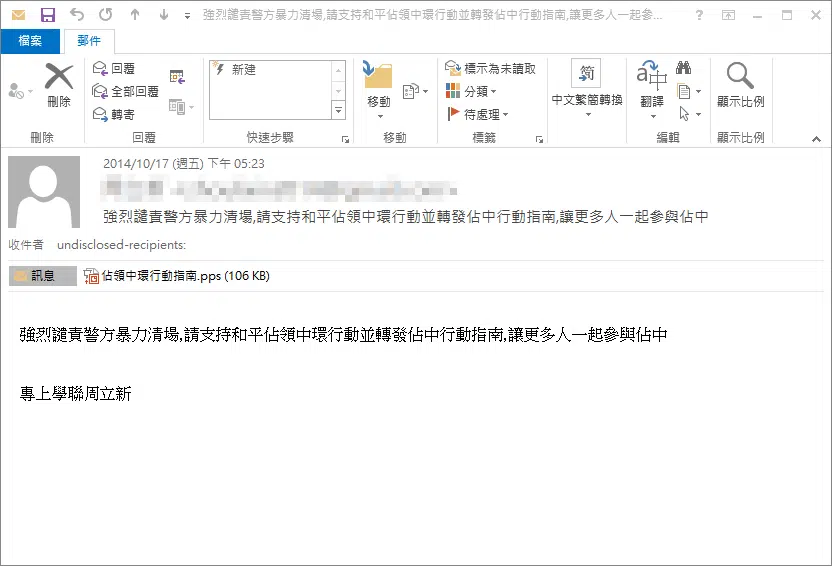 強烈譴責警方暴力清場,請支持和平佔領中環行動並轉發佔中行動指南,讓更多人一起參...
檔案 郵件
刪除
回覆
全部回覆
轉寄
新建
移動
標示為未讀取
分類
待處理
简
中文繁簡轉換
翻譯
顯示比例
刪除 回覆 快速步驟 移動 標籤 編輯 顯示比例
2014/10/17 (週五) 下午 05:23
強烈譴責警方暴力清場,請支持和平佔領中環行動並轉發佔中行動指南,讓更多人一起參與佔中
收件者 undisclosed-recipients:
訊息 佔領中環行動指南.pps (106 KB)
強烈譴責警方暴力清場,請支持和平佔領中環行動並轉發佔中行動指南,讓更多人一起參與佔中
專上學聯周立新